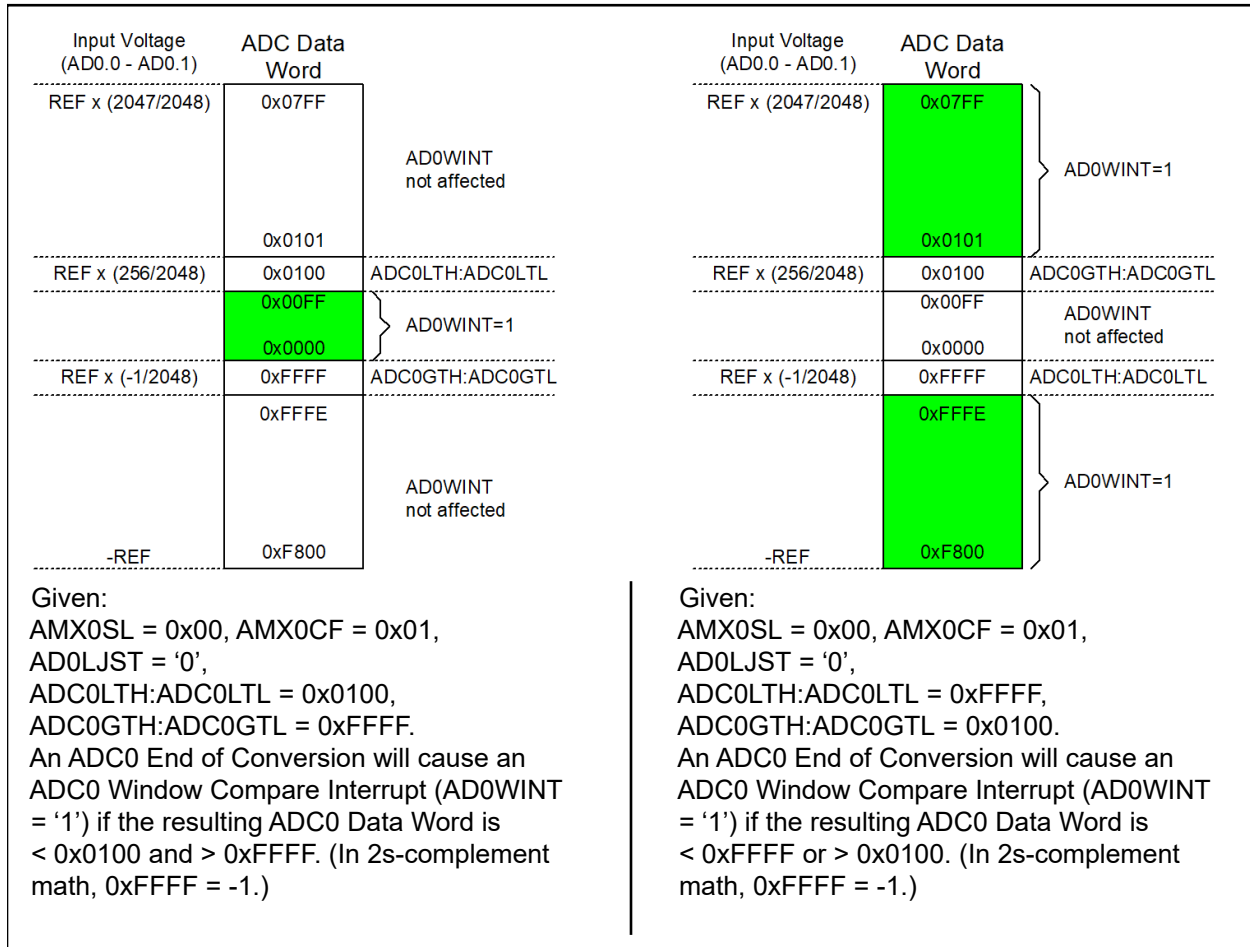 Input Voltage
(AD0.0 - AD0.1)
ADC Data
Word
REF x (2047/2048)
0x07FF
AD0WINT
not affected
0x0101
REF x (256/2048)
0x0100
ADC0LTH:ADC0LTL
0x00FF
AD0WINT=1
0x0000
REF x (-1/2048)
0xFFFF
ADC0GTH:ADC0GTL
0xFFFE
AD0WINT
not affected
-REF
0xF800
Given:
AMX0SL = 0x00, AMX0CF = 0x01,
AD0LJST = ‘0’,
ADC0LTH:ADC0LTL = 0x0100,
ADC0GTH:ADC0GTL = 0xFFFF.
An ADC0 End of Conversion will cause an
ADC0 Window Compare Interrupt (AD0WINT
= ‘1’) if the resulting ADC0 Data Word is
< 0x0100 and > 0xFFFF. (In 2s-complement
math, 0xFFFF = -1.)
Input Voltage
(AD0.0 - AD0.1)
ADC Data
Word
REF x (2047/2048)
0x07FF
AD0WINT=1
0x0101
REF x (256/2048)
0x0100
ADC0GTH:ADC0GTL
0x00FF
AD0WINT
not affected
0x0000
REF x (-1/2048)
0xFFFF
ADC0LTH:ADC0LTL
0xFFFE
AD0WINT=1
-REF
0xF800
Given:
AMX0SL = 0x00, AMX0CF = 0x01,
AD0LJST = ‘0’,
ADC0LTH:ADC0LTL = 0xFFFF,
ADC0GTH:ADC0GTL = 0x0100.
An ADC0 End of Conversion will cause an
ADC0 Window Compare Interrupt (AD0WINT
= ‘1’) if the resulting ADC0 Data Word is
< 0xFFFF or > 0x0100. (In 2s-complement
math, 0xFFFF = -1.)